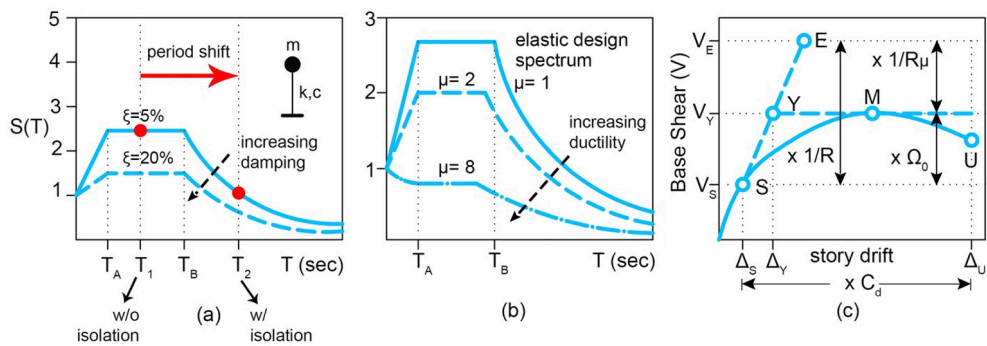 5
4
3
2
1
S(T)
period shift
m
k,c
ξ=5%
ξ=20%
increasing
damping
T_A T_1 T_B T_2 T (sec)
w/o
isolation
(a)
w/
isolation
3
2
1
elastic design
spectrum
μ= 1
μ= 2
μ= 8
increasing
ductility
T_A T_B T (sec)
(b)
Base Shear (V)
V_E
V_Y
V_S
E
Y
M
S
U
x 1/Rμ
x 1/R
x Ω_0
Δ_S Δ_Y story drift Δ_U
x C_d
(c)